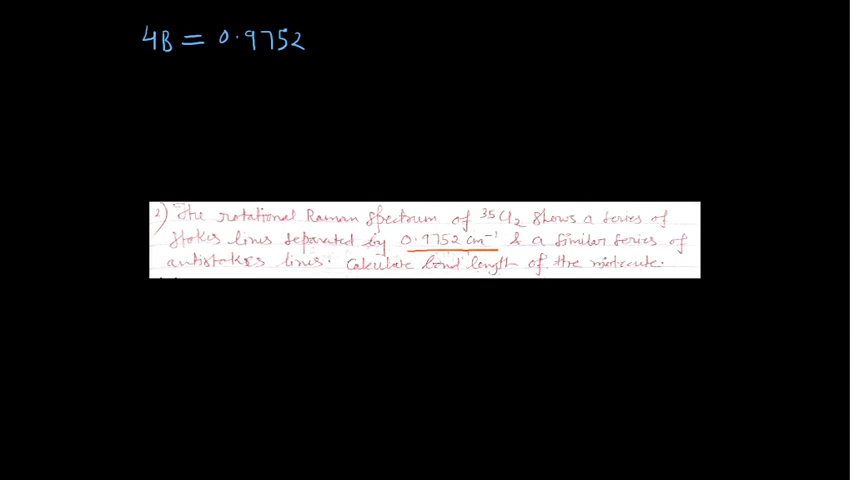 4B = 0.9752
2) The rotational Raman spectrum of ³⁵Cl₂ shows a series of
stokes lines separated by 0.9752 cm⁻¹ & a similar series of
antistokes lines. Calculate bond length of the molecule.